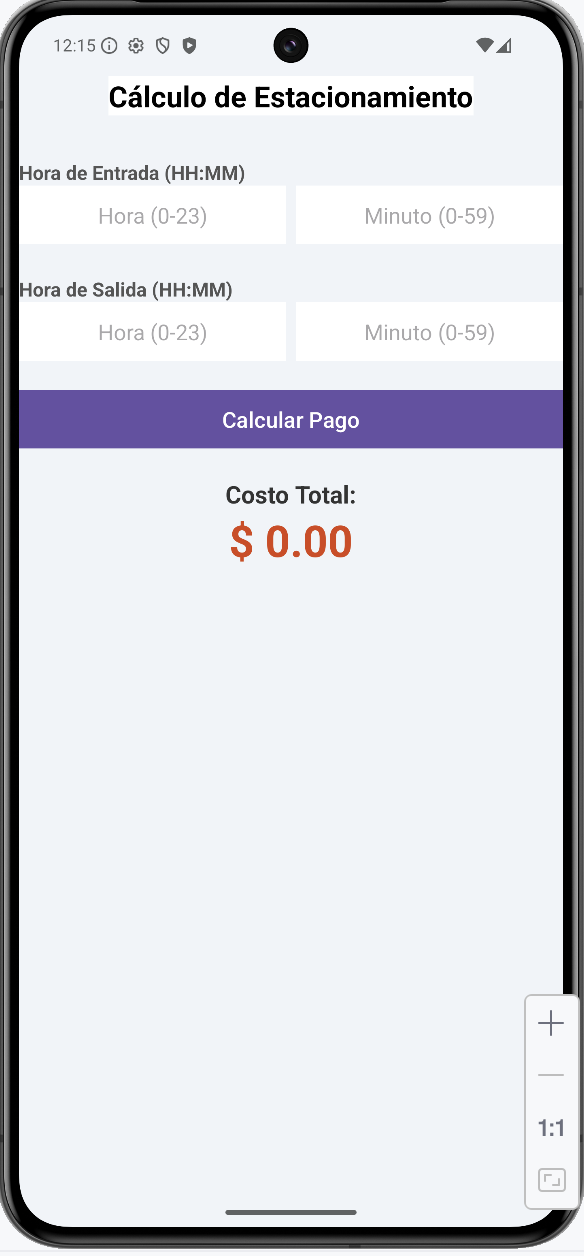 12:15
Cálculo de Estacionamiento
Hora de Entrada (HH:MM)
Hora (0-23) Minuto (0-59)
Hora de Salida (HH:MM)
Hora (0-23) Minuto (0-59)
Calcular Pago
Costo Total:
$ 0.00
1:1